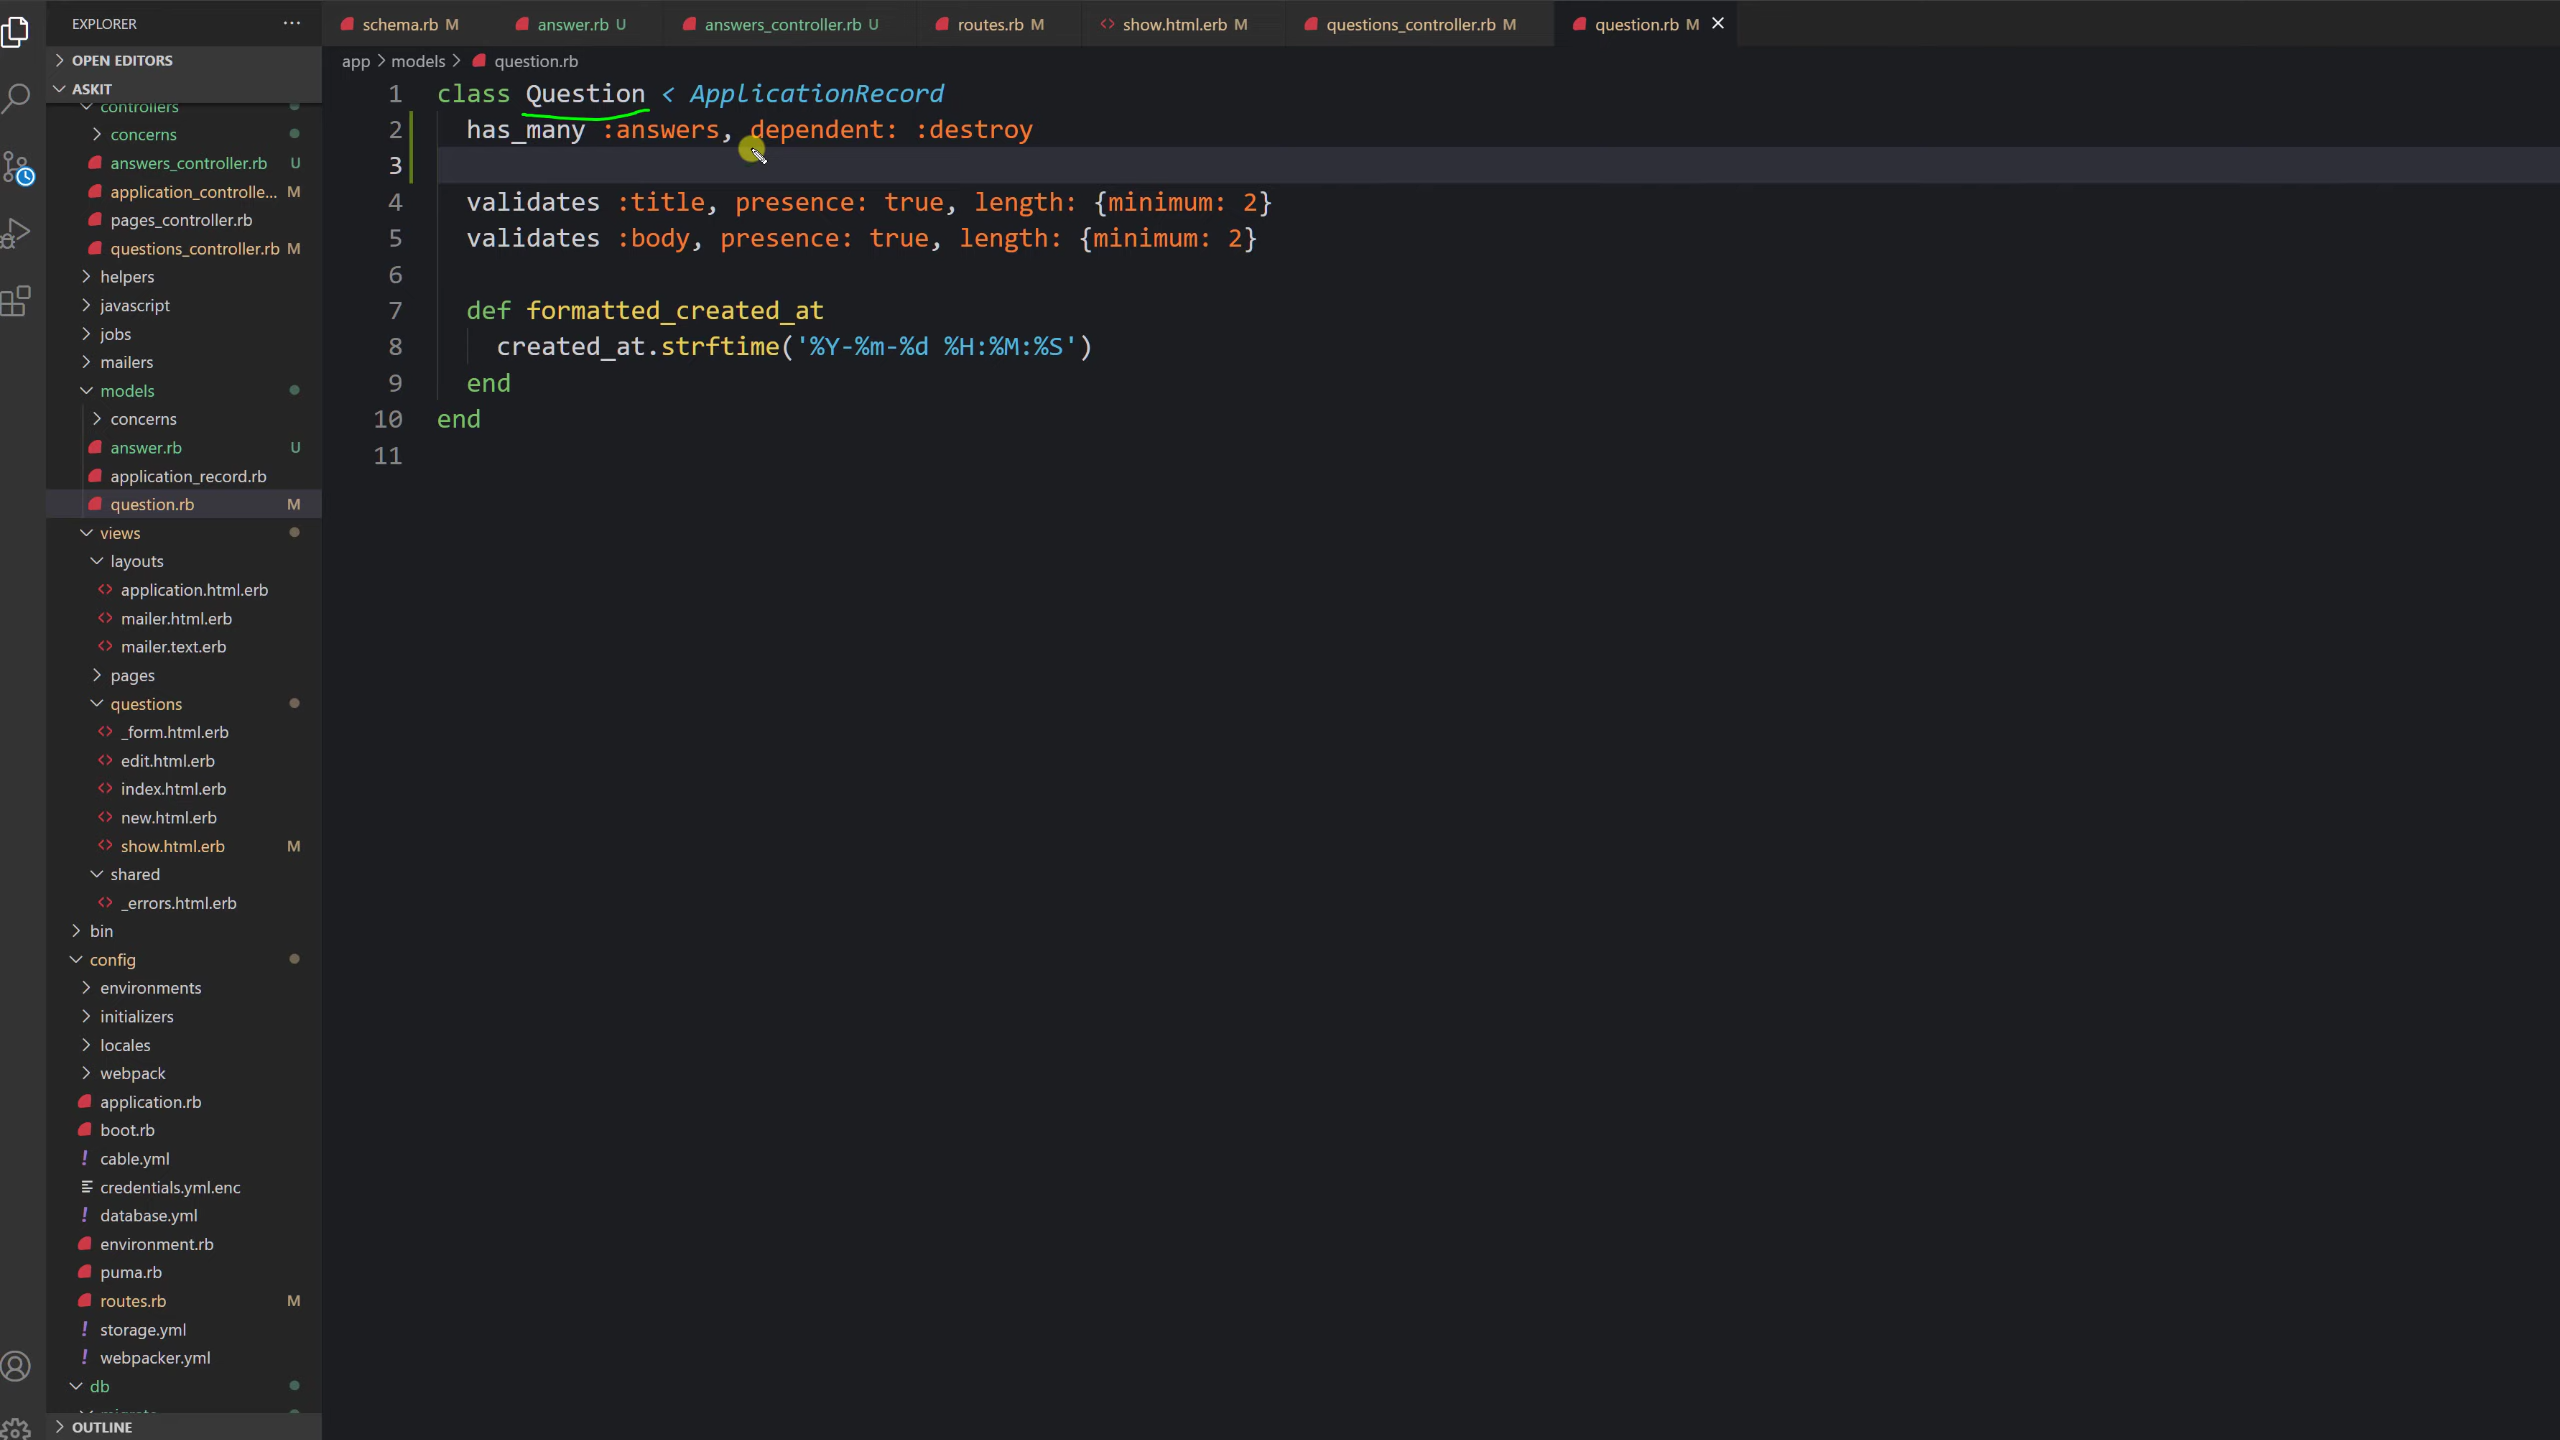 EXPLORER
schema.rb M
answer.rb U
answers_controller.rb U
routes.rb M
show.html.erb M
questions_controller.rb M
question.rb M
OPEN EDITORS
ASKIT
controllers
concerns
answers_controller.rb U
application_controlle... M
pages_controller.rb
questions_controller.rb M
helpers
javascript
jobs
mailers
models
concerns
answer.rb U
application_record.rb
question.rb M
views
layouts
application.html.erb
mailer.html.erb
mailer.text.erb
pages
questions
_form.html.erb
edit.html.erb
index.html.erb
new.html.erb
show.html.erb M
shared
_errors.html.erb
bin
config
environments
initializers
locales
webpack
application.rb
boot.rb
cable.yml
credentials.yml.enc
database.yml
environment.rb
puma.rb
routes.rb M
storage.yml
webpacker.yml
db
OUTLINE
app > models > question.rb
1 class Question < ApplicationRecord
2 has_many :answers, dependent: :destroy
3
4 validates :title, presence: true, length: {minimum: 2}
5 validates :body, presence: true, length: {minimum: 2}
6
7 def formatted_created_at
8 created_at.strftime('%Y-%m-%d %H:%M:%S')
9 end
10 end
11